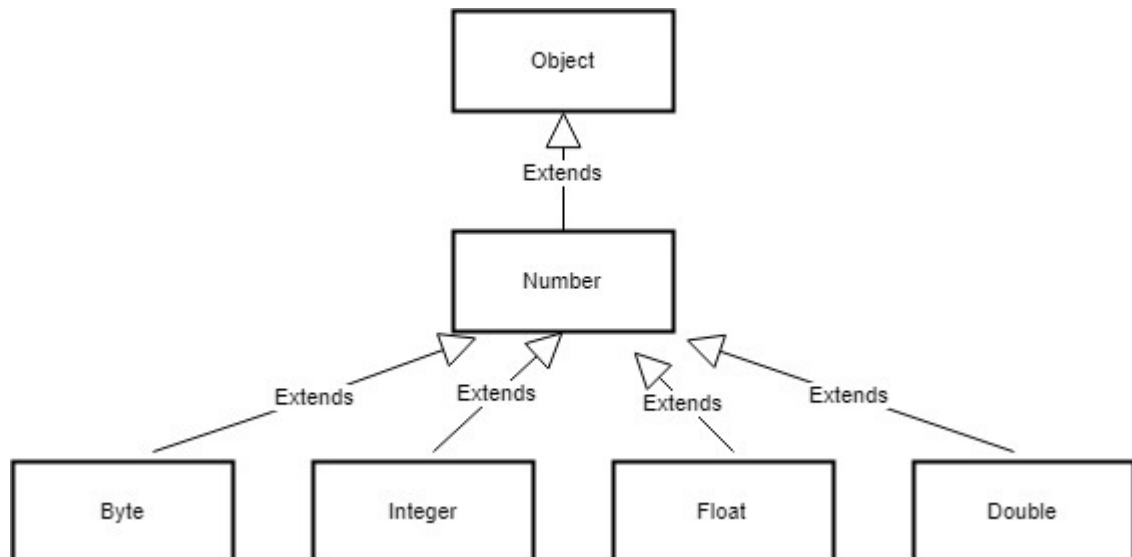 Object
Extends
Number
Extends
Extends
Extends
Extends
Byte
Integer
Float
Double